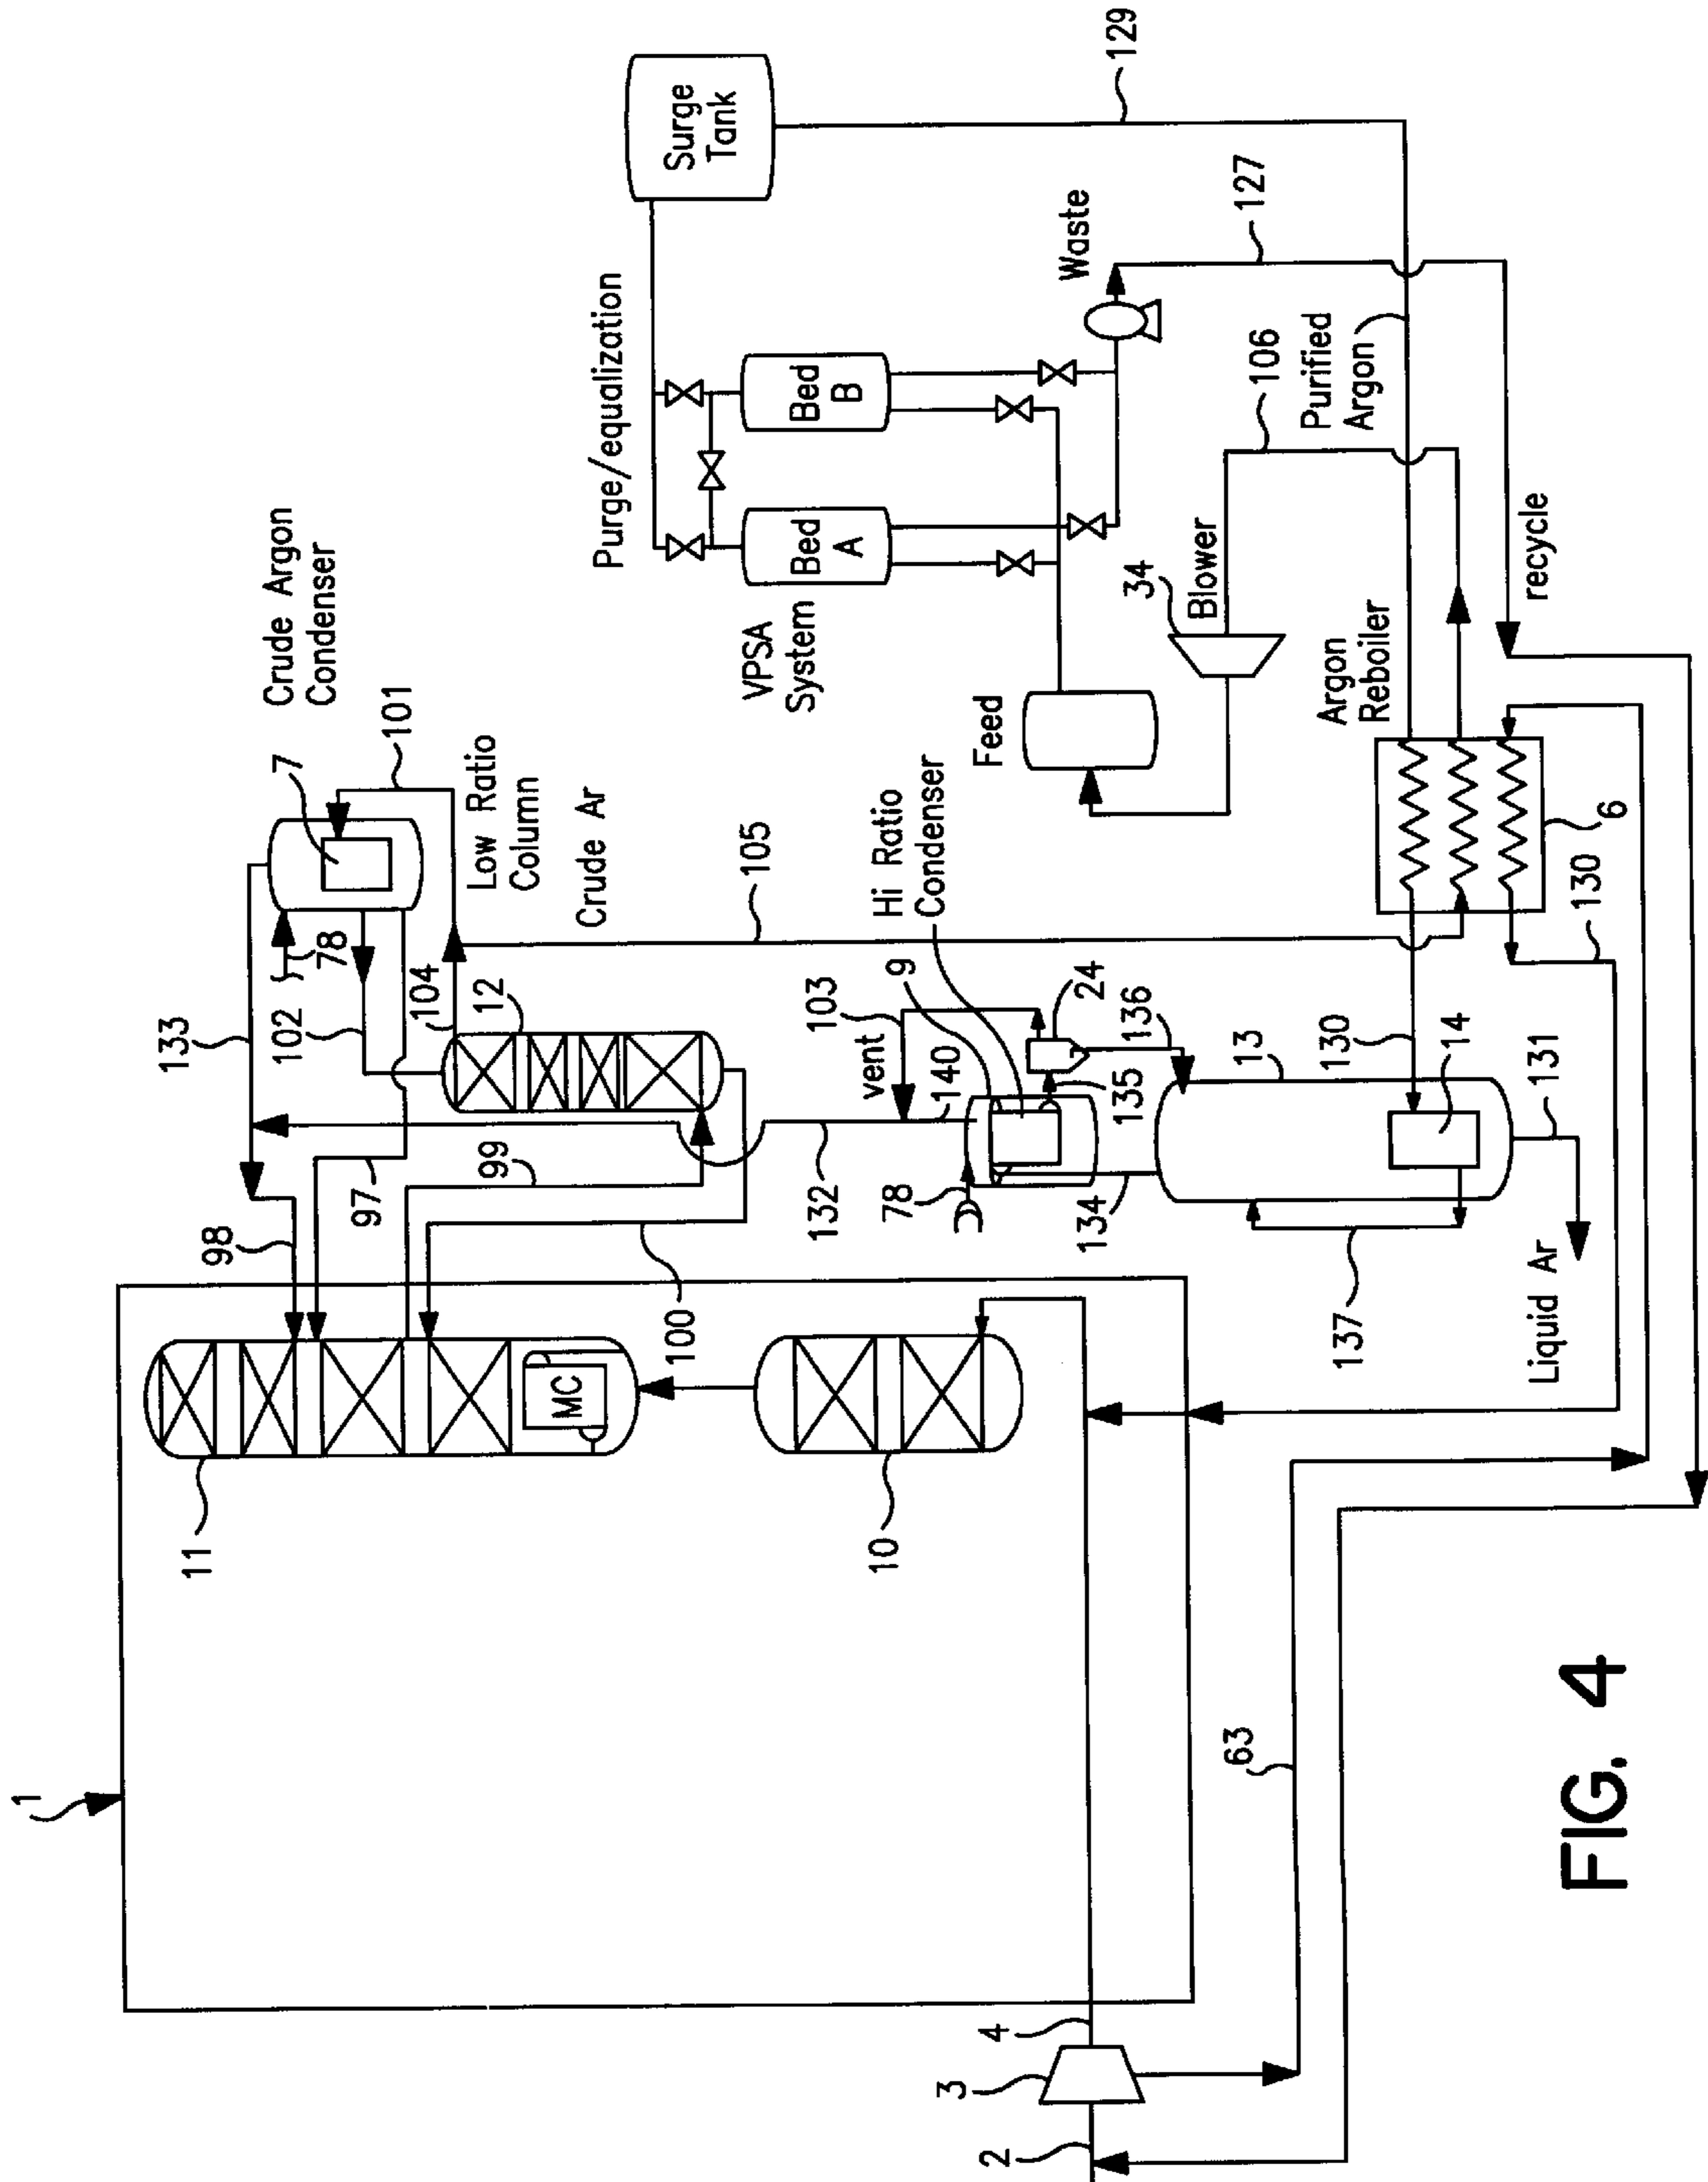 1
11
MC
10
98
133
97
102
78
7
Crude Argon
Condenser
101
104
12
Low Ratio
Column
99
100
Crude Ar
105
132
vent
103
140
9
Hi Ratio
Condenser
78
134
135
24
136
13
130
14
137
131
Liquid Ar
Purge/equalization
Surge
Tank
VPSA
System
Bed
A
Bed
B
Feed
34
Blower
Waste
127
129
106
Purified
Argon
Argon
Reboiler
6
130
recycle
2
3
4
63
FIG. 4